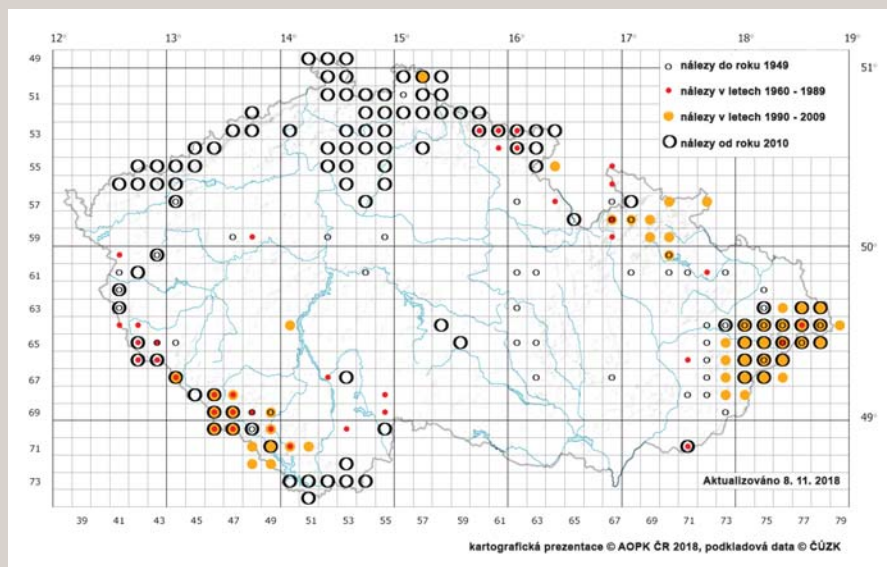 12° 13° 14° 15° 16° 17° 18° 19°
49
51°
nálezy do roku 1949
51
nálezy v letech 1960 - 1989
nálezy v letech 1990 - 2009
53
nálezy od roku 2010
55
57
59
50°
61
63
65
67
69
49°
71
73
Aktualizováno 8. 11. 2018
39 41 43 45 47 49 51 53 55 57 59 61 63 65 67 69 71 73 75 77 79
kartografická prezentace © AOPK ČR 2018, podkladová data © ČÚZK